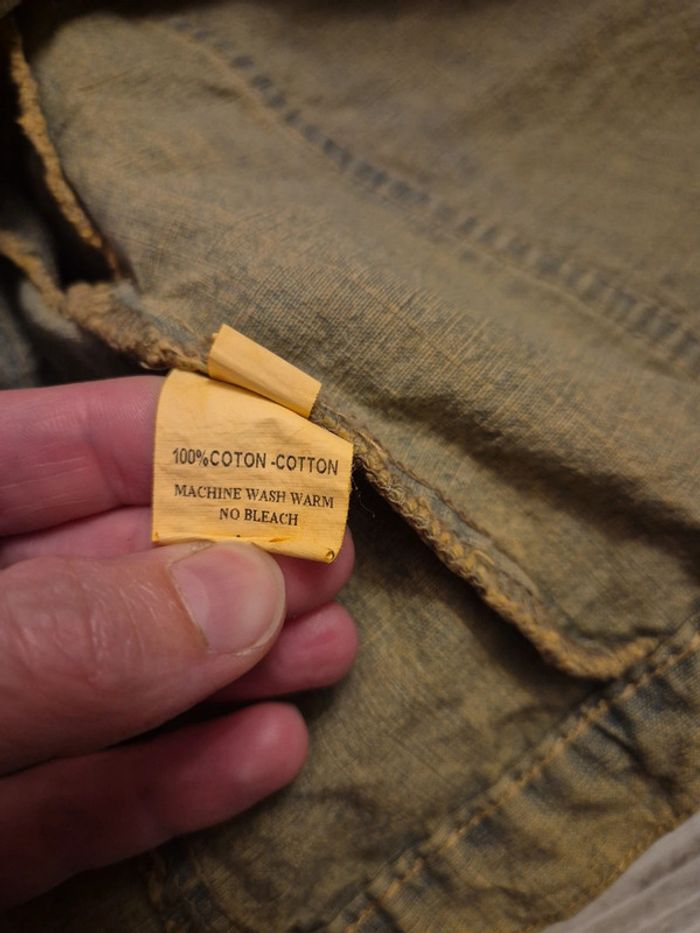 100%COTON-COTTON
MACHINE WASH WARM
NO BLEACH